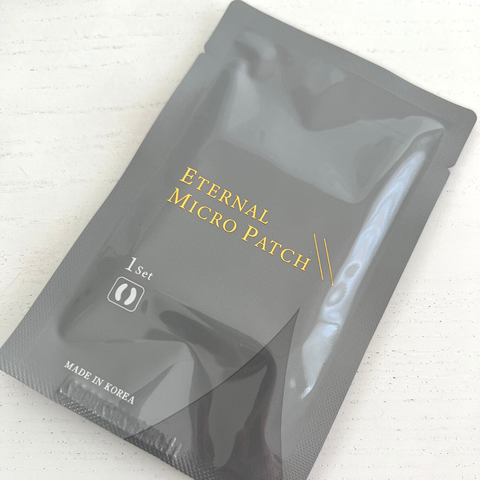 ETERNAL
MICRO PATCH
1 Set
MADE IN KOREA